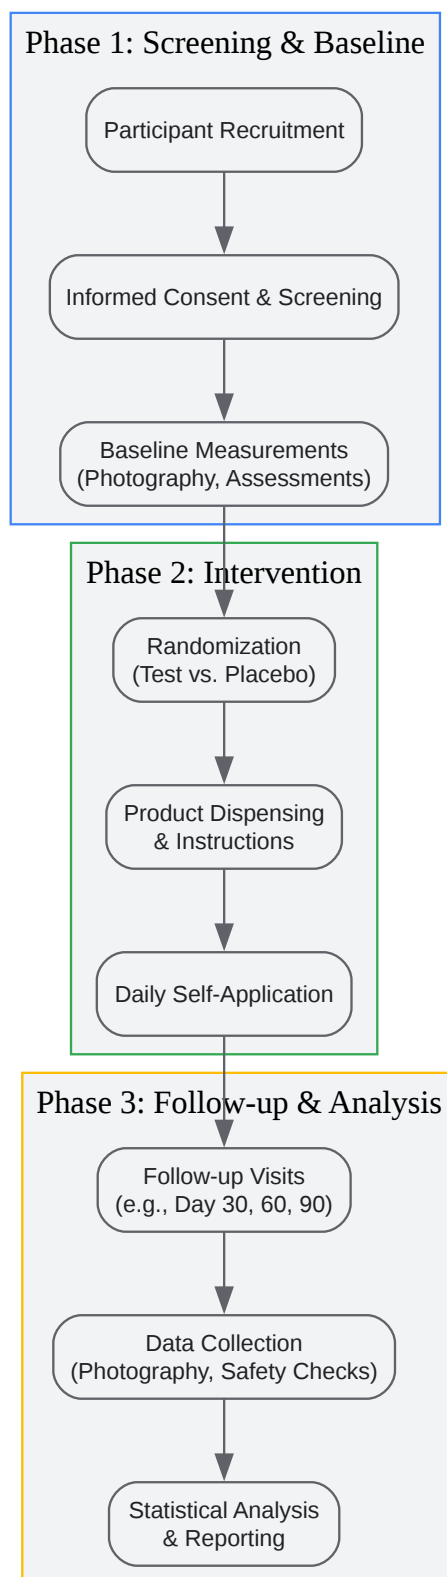 Phase 1: Screening & Baseline
Participant Recruitment
Informed Consent & Screening
Baseline Measurements
(Photography, Assessments)
Phase 2: Intervention
Randomization
(Test vs. Placebo)
Product Dispensing
& Instructions
Daily Self-Application
Phase 3: Follow-up & Analysis
Follow-up Visits
(e.g., Day 30, 60, 90)
Data Collection
(Photography, Safety Checks)
Statistical Analysis
& Reporting